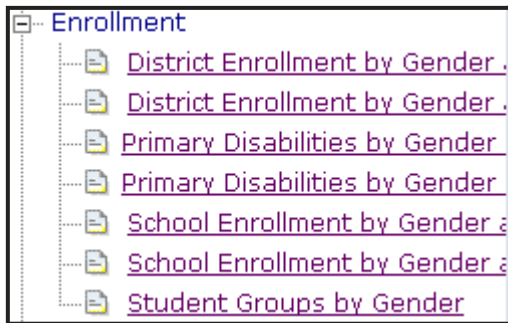 Enrollment
District Enrollment by Gender
District Enrollment by Gender
Primary Disabilities by Gender
Primary Disabilities by Gender
School Enrollment by Gender a
School Enrollment by Gender a
Student Groups by Gender